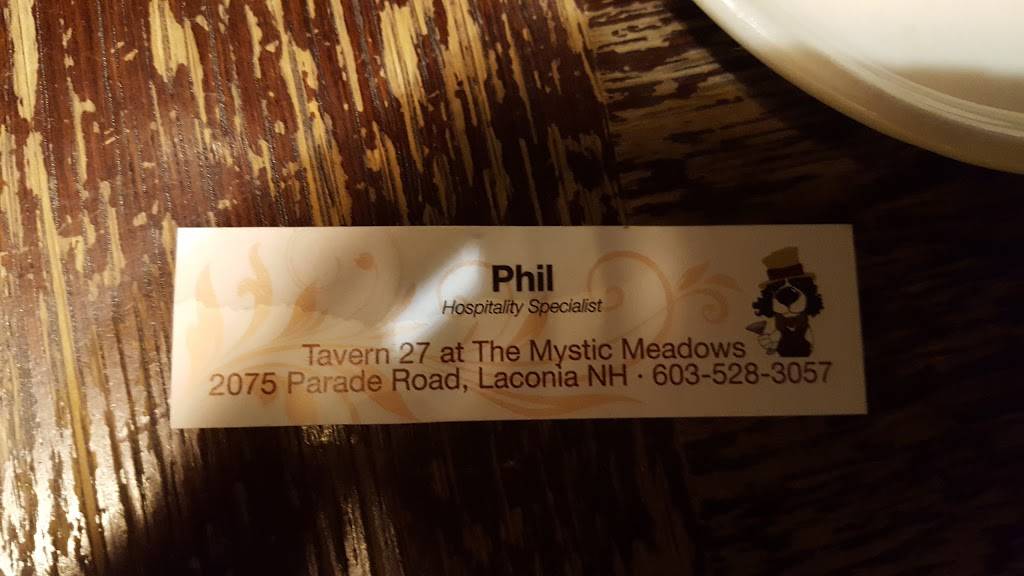 Phil
Hospitality Specialist
Tavern 27 at The Mystic Meadows
2075 Parade Road, Laconia NH · 603-528-3057